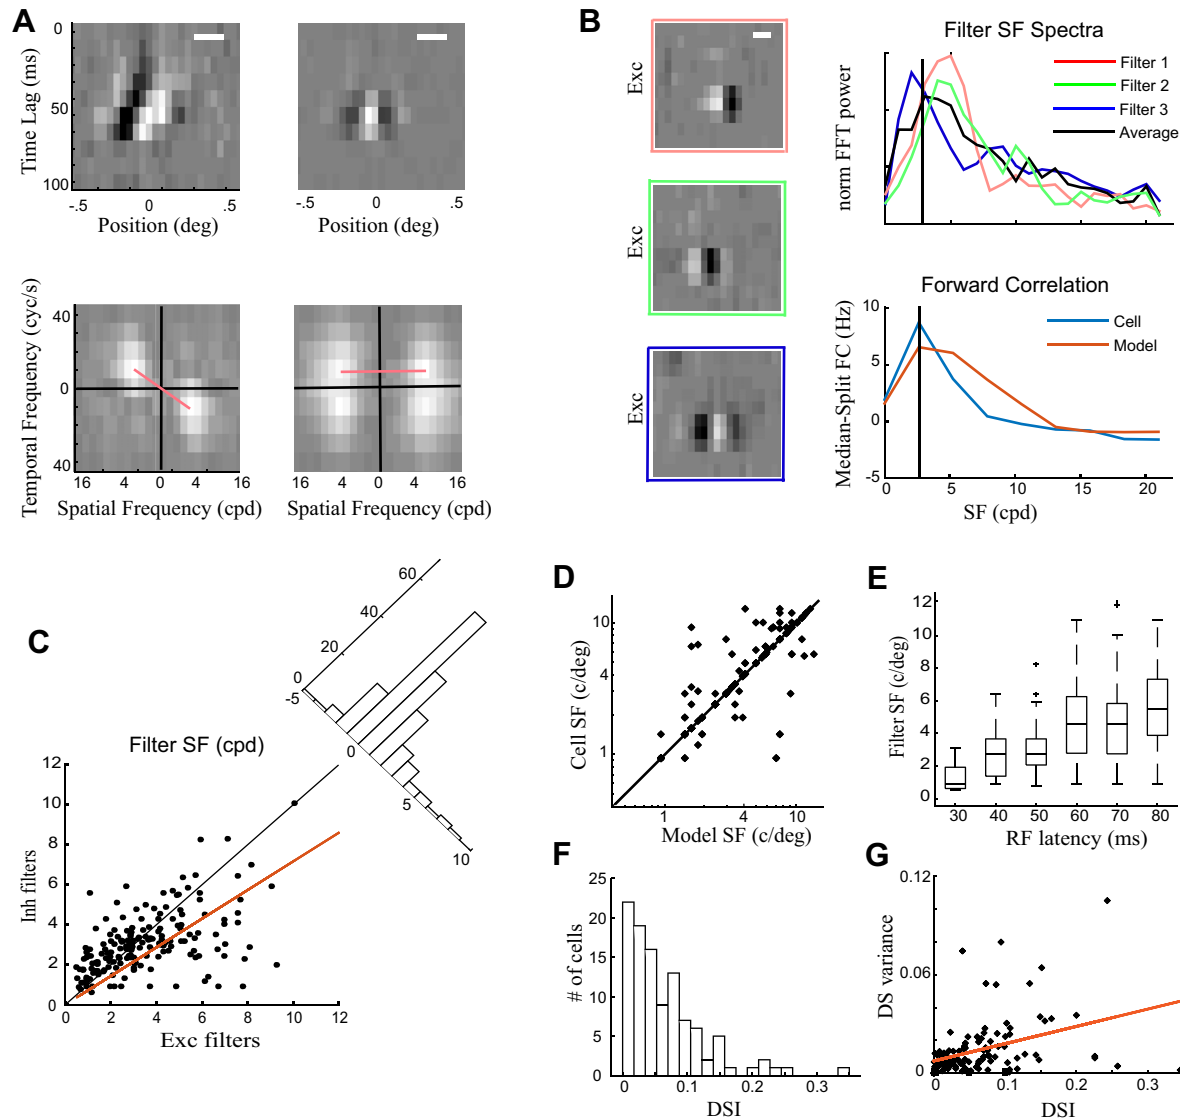 A
0
50
100
Time Lag (ms)
-.5
0
.5
Position (deg)
-.5
0
.5
Position (deg)
40
0
40
Temporal Frequency (cyc/s)
16
4
0
4
16
Spatial Frequency (cpd)
16
4
0
4
16
Spatial Frequency (cpd)
B
Exc
Exc
Exc
Filter SF Spectra
norm FFT power
Filter 1
Filter 2
Filter 3
Average
Forward Correlation
Median-Split FC (Hz)
10
5
0
-5
Cell
Model
0
5
10
15
20
SF (cpd)
C
Filter SF (cpd)
0
20
40
60
-5
0
5
10
12
10
8
6
4
2
0
Inh filters
0
2
4
6
8
10
12
Exc filters
D
Cell SF (c/deg)
10
4
1
1
4
10
Model SF (c/deg)
E
Filter SF (c/deg)
12
10
8
6
4
2
0
30
40
50
60
70
80
RF latency (ms)
F
# of cells
25
20
15
10
5
0
0
0.1
0.2
0.3
DSI
G
DS variance
0.12
0.06
0
0
0.1
0.2
0.3
DSI